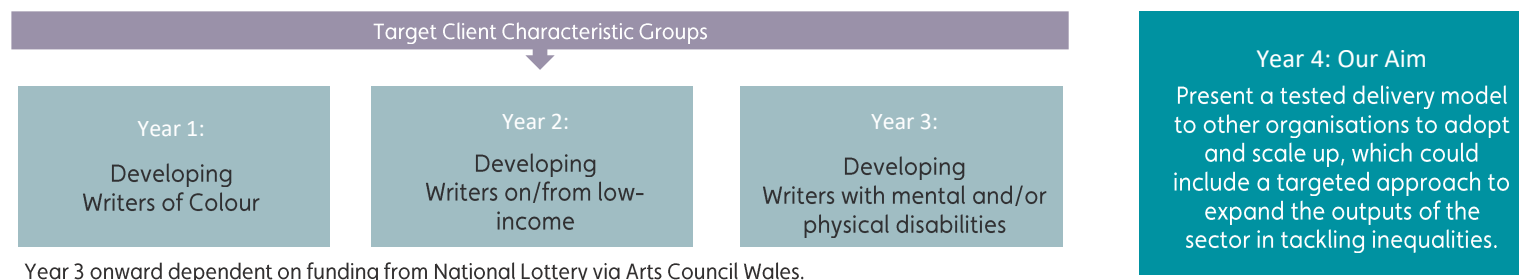 Target Client Characteristic Groups
Year 1:
Developing
Writers of Colour
Year 2:
Developing
Writers on/from low-
income
Year 3:
Developing
Writers with mental and/or
physical disabilities
Year 4: Our Aim
Present a tested delivery model
to other organisations to adopt
and scale up, which could
include a targeted approach to
expand the outputs of the
sector in tackling inequalities.
Year 3 onward dependent on funding from National Lottery via Arts Council Wales.